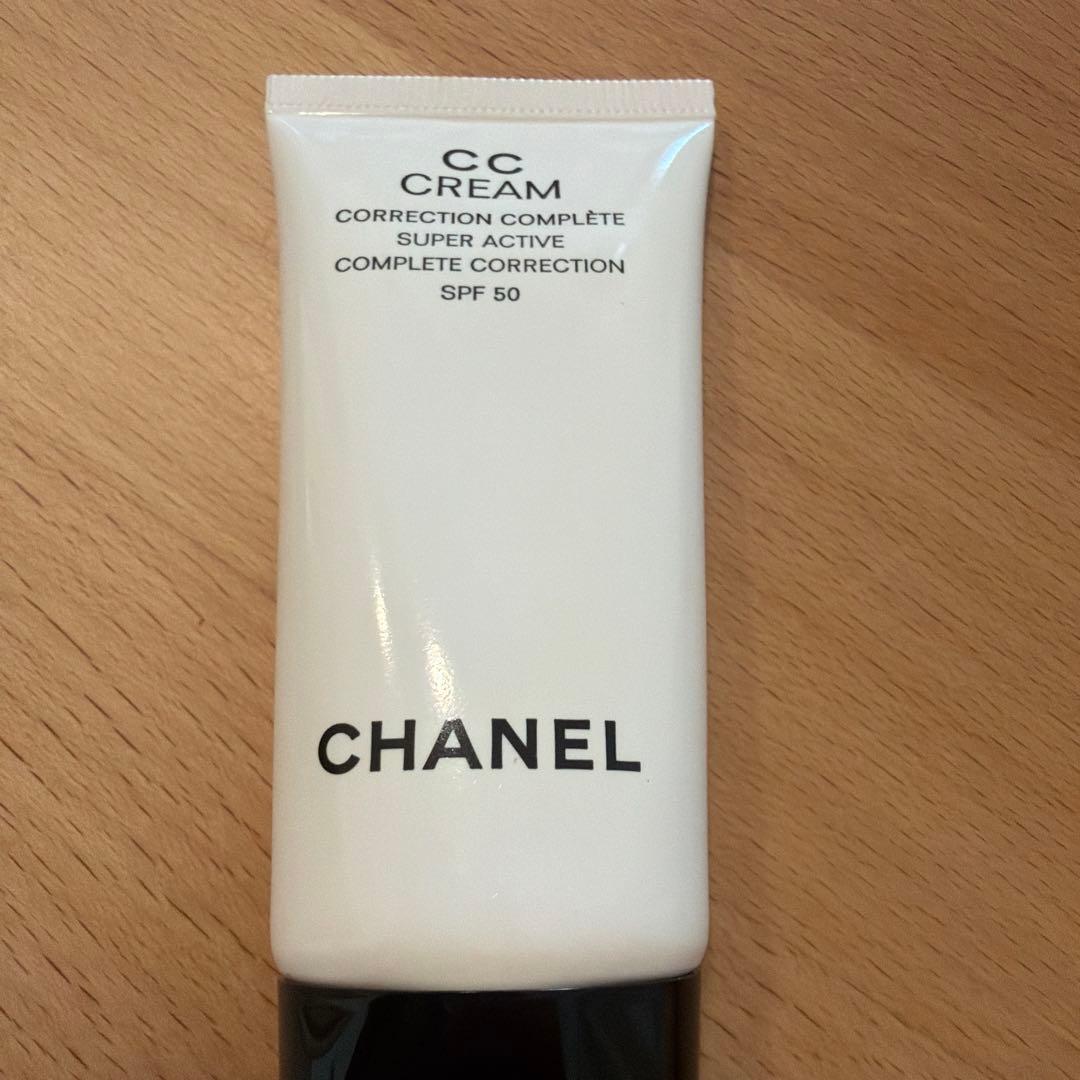 CC
CREAM
CORRECTION COMPLÈTE
SUPER ACTIVE
COMPLETE CORRECTION
SPF 50
CHANEL